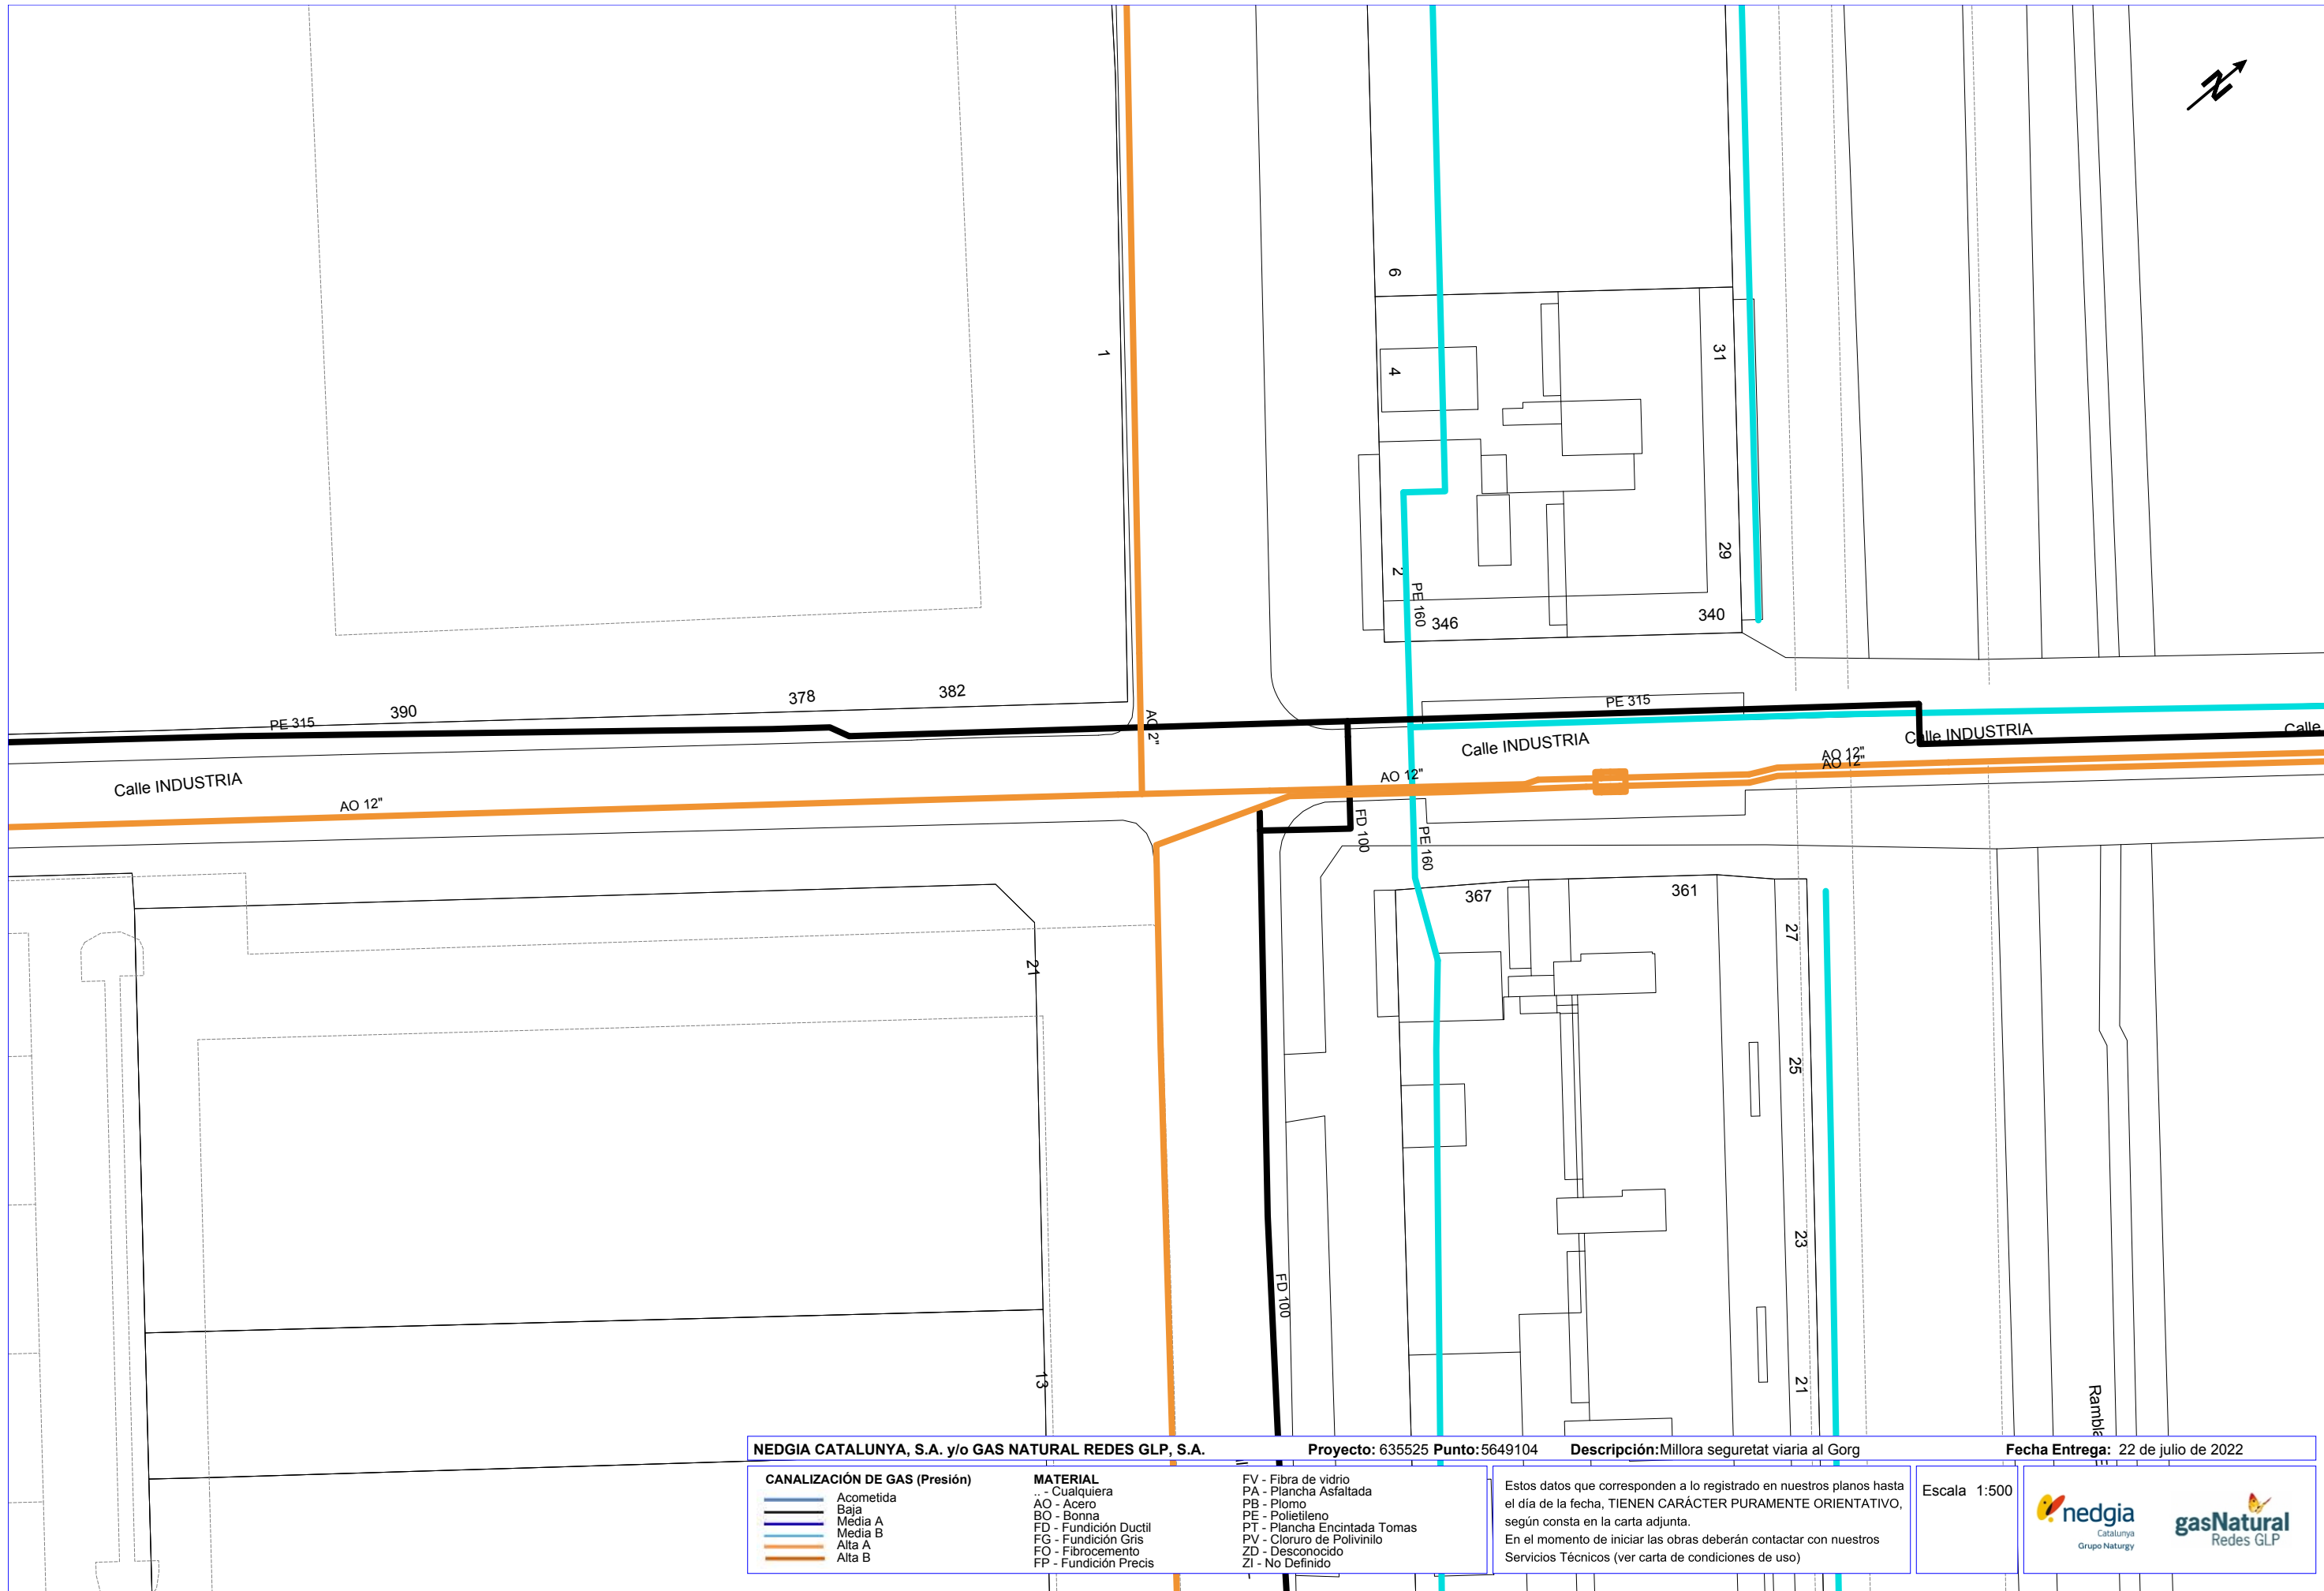 N
6
1
31
4
29
2
PE 160
346
340
382
378
390
PE 315
PE 315
Calle INDUSTRIA
Calle INDUSTRIA
Calle
Calle INDUSTRIA
AO 12"
AO 12"
AO 12"
AO 12"
FD 100
PE 160
367
361
27
21
25
23
FD 100
13
21
Rambla
NEDGIA CATALUNYA, S.A. y/o GAS NATURAL REDES GLP, S.A. Proyecto: 635525 Punto:5649104 Descripción:Millora seguretat viaria al Gorg Fecha Entrega: 22 de julio de 2022
CANALIZACIÓN DE GAS (Presión)
Acometida
Baja
Media A
Media B
Alta A
Alta B
MATERIAL
.. - Cualquiera
AO - Acero
BO - Bonna
FD - Fundición Ductil
FG - Fundición Gris
FO - Fibrocemento
FP - Fundición Precis
FV - Fibra de vidrio
PA - Plancha Asfaltada
PB - Plomo
PE - Polietileno
PT - Plancha Encintada Tomas
PV - Cloruro de Polivinilo
ZD - Desconocido
ZI - No Definido
Estos datos que corresponden a lo registrado en nuestros planos hasta
el día de la fecha, TIENEN CARÁCTER PURAMENTE ORIENTATIVO,
según consta en la carta adjunta.
En el momento de iniciar las obras deberán contactar con nuestros
Servicios Técnicos (ver carta de condiciones de uso)
Escala 1:500
nedgia
Catalunya
Grupo Naturgy
gasNatural
Redes GLP